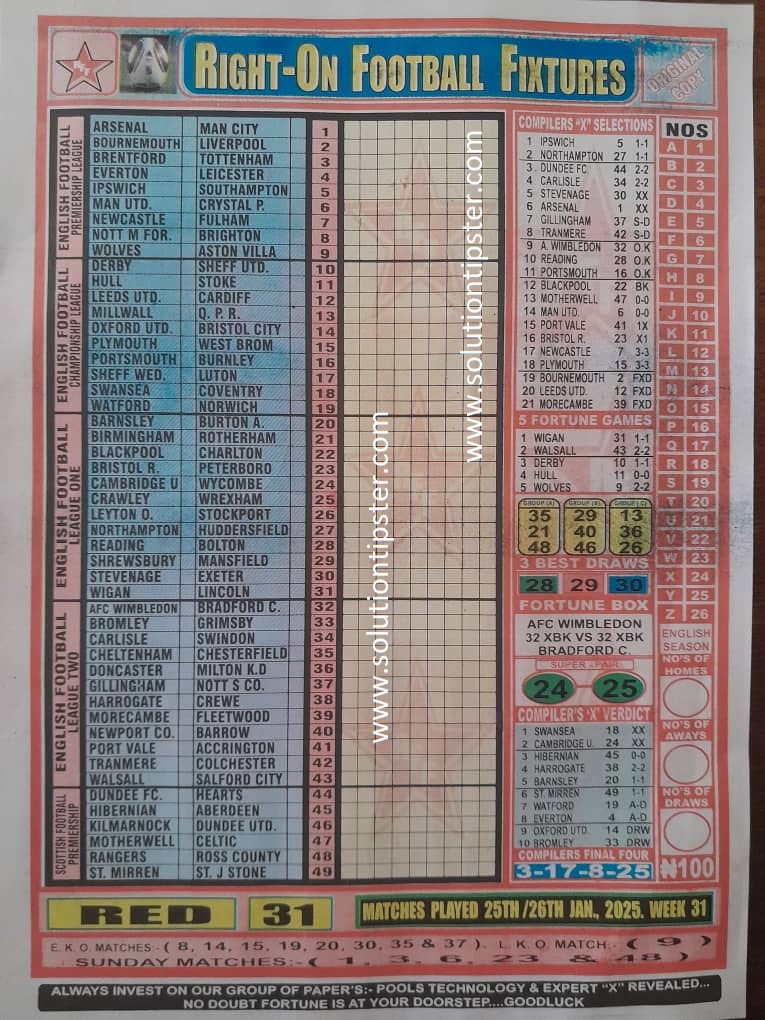 RIGHT-ON FOOTBALL FIXTURES
ORIGINAL COPY
ENGLISH FOOTBALL PREMIERSHIP LEAGUE
ARSENAL MAN CITY 1
BOURNEMOUTH LIVERPOOL 2
BRENTFORD TOTTENHAM 3
EVERTON LEICESTER 4
IPSWICH SOUTHAMPTON 5
MAN UTD. CRYSTAL P. 6
NEWCASTLE FULHAM 7
NOTT M FOR. BRIGHTON 8
WOLVES ASTON VILLA 9
ENGLISH FOOTBALL CHAMPIONSHIP LEAGUE
DERBY SHEFF UTD. 10
HULL STOKE 11
LEEDS UTD. CARDIFF 12
MILLWALL Q. P. R. 13
OXFORD UTD. BRISTOL CITY 14
PLYMOUTH WEST BROM 15
PORTSMOUTH BURNLEY 16
SHEFF WED. LUTON 17
SWANSEA COVENTRY 18
WATFORD NORWICH 19
ENGLISH FOOTBALL LEAGUE ONE
BARNSLEY BURTON A. 20
BIRMINGHAM ROTHERHAM 21
BLACKPOOL CHARLTON 22
BRISTOL R. PETERBORO 23
CAMBRIDGE U WYCOMBE 24
CRAWLEY WREXHAM 25
LEYTON O. STOCKPORT 26
NORTHAMPTON HUDDERSFIELD 27
READING BOLTON 28
SHREWSBURY MANSFIELD 29
STEVENAGE EXETER 30
WIGAN LINCOLN 31
ENGLISH FOOTBALL LEAGUE TWO
AFC WIMBLEDON BRADFORD C. 32
BROMLEY GRIMSBY 33
CARLISLE SWINDON 34
CHELTENHAM CHESTERFIELD 35
DONCASTER MILTON K.D 36
GILLINGHAM NOTT S CO. 37
HARROGATE CREWE 38
MORECAMBE FLEETWOOD 39
NEWPORT CO. BARROW 40
PORT VALE ACCRINGTON 41
TRANMERE COLCHESTER 42
WALSALL SALFORD CITY 43
SCOTTISH FOOTBALL PREMIERSHIP
DUNDEE FC. HEARTS 44
HIBERNIAN ABERDEEN 45
KILMARNOCK DUNDEE UTD. 46
MOTHERWELL CELTIC 47
RANGERS ROSS COUNTY 48
ST. MIRREN ST. J STONE 49
www.solutiontipster.com
www.solutiontipster.com
COMPILERS "X" SELECTIONS
1 IPSWICH 5 1-1
2 NORTHAMPTON 27 1-1
3 DUNDEE FC. 44 2-2
4 CARLISLE 34 2-2
5 STEVENAGE 30 XX
6 ARSENAL 1 XX
7 GILLINGHAM 37 S-D
8 TRANMERE 42 S-D
9 A. WIMBLEDON 32 O.K
10 READING 28 O.K
11 PORTSMOUTH 16 O.K
12 BLACKPOOL 22 BK
13 MOTHERWELL 47 0-0
14 MAN UTD. 6 0-0
15 PORT VALE 41 1X
16 BRISTOL R. 23 X1
17 NEWCASTLE 7 3-3
18 PLYMOUTH 15 3-3
19 BOURNEMOUTH 2 FXD
20 LEEDS UTD. 12 FXD
21 MORECAMBE 39 FXD
5 FORTUNE GAMES
1 WIGAN 31 1-1
2 WALSALL 43 2-2
3 DERBY 10 1-1
4 HULL 11 0-0
5 WOLVES 9 2-2
GROUP (A) GROUP (B) GROUP (C)
35 29 13
21 40 36
48 46 26
3 BEST DRAWS
28 29 30
FORTUNE BOX
AFC WIMBLEDON
32 XBK VS 32 XBK
BRADFORD C.
SUPER - PAIR
24 25
COMPILER'S 'X' VERDICT
1 SWANSEA 18 XX
2 CAMBRIDGE U. 24 XX
3 HIBERNIAN 45 0-0
4 HARROGATE 38 2-2
5 BARNSLEY 20 1-1
6 ST. MIRREN 49 1-1
7 WATFORD 19 A-D
8 EVERTON 4 A-D
9 OXFORD UTD. 14 DRW
10 BROMLEY 33 DRW
COMPILERS FINAL FOUR
3-17-8-25
NOS
A 1
B 2
C 3
D 4
E 5
F 6
G 7
H 8
I 9
J 10
K 11
L 12
M 13
N 14
O 15
P 16
Q 17
R 18
S 19
T 20
U 21
V 22
W 23
X 24
Y 25
Z 26
ENGLISH SEASON
NO'S OF HOMES
NO'S OF AWAYS
NO'S OF DRAWS
₦100
RED 31 MATCHES PLAYED 25TH/26TH JAN., 2025. WEEK 31
E. K. O. MATCHES:- ( 8, 14, 15, 19, 20, 30, 35 & 37 ). L. K. O. MATCH:- ( 9 )
SUNDAY MATCHES:- ( 1, 3, 6, 23 & 48 )
ALWAYS INVEST ON OUR GROUP OF PAPER'S:- POOLS TECHNOLOGY & EXPERT "X" REVEALED...
NO DOUBT FORTUNE IS AT YOUR DOORSTEP....GOODLUCK